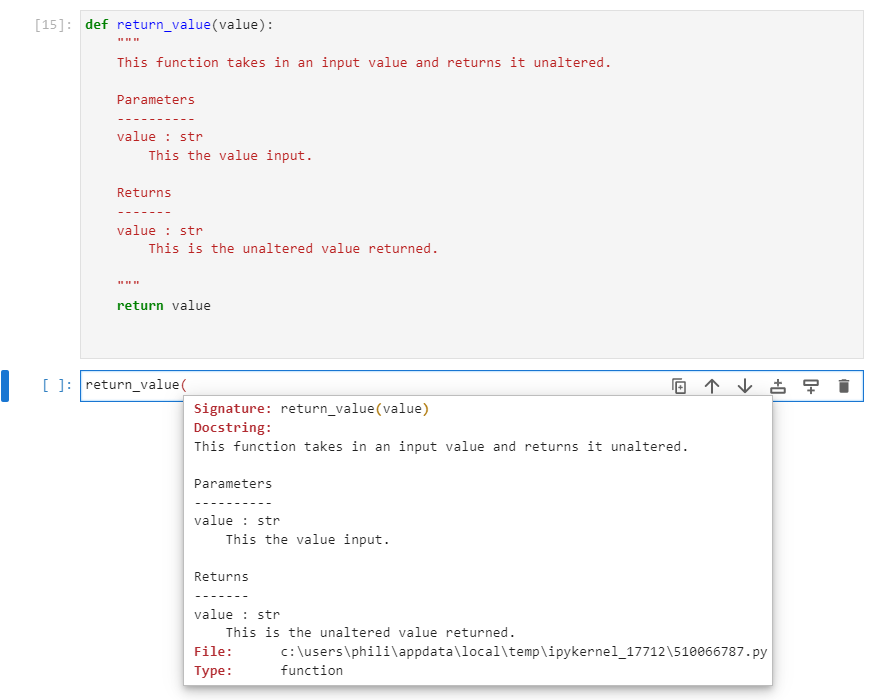 [15]: def return_value(value):
    """
    This function takes in an input value and returns it unaltered.

    Parameters
    ----------
    value : str
        This the value input.

    Returns
    -------
    value : str
        This is the unaltered value returned.

    """
    return value
[ ]: return_value(
Signature: return_value(value)
Docstring:
This function takes in an input value and returns it unaltered.

Parameters
----------
value : str
    This the value input.

Returns
-------
value : str
    This is the unaltered value returned.
File:      c:\users\phili\appdata\local\temp\ipykernel_17712\510066787.py
Type:      function